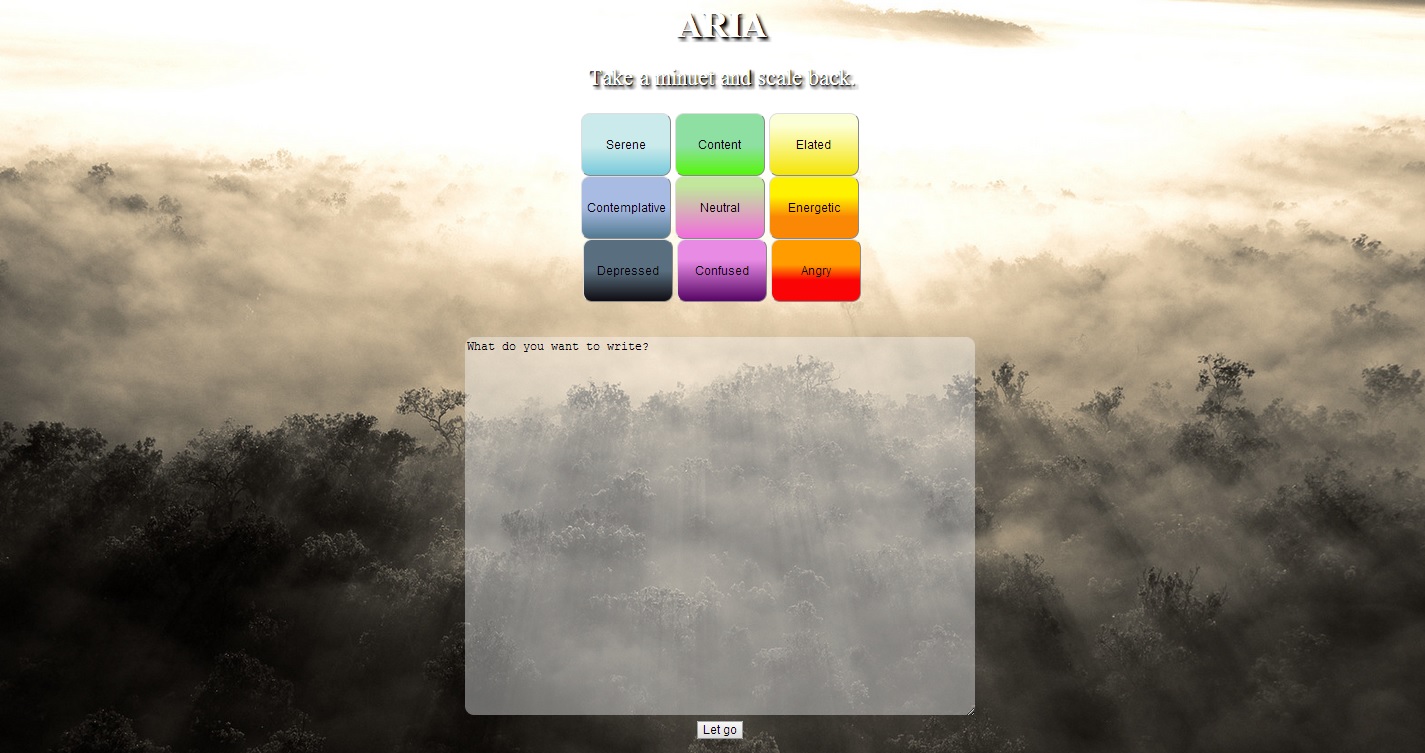 ARIA
Take a minuet and scale back.
Serene Content Elated
Contemplative Neutral Energetic
Depressed Confused Angry
What do you want to write?
Let go